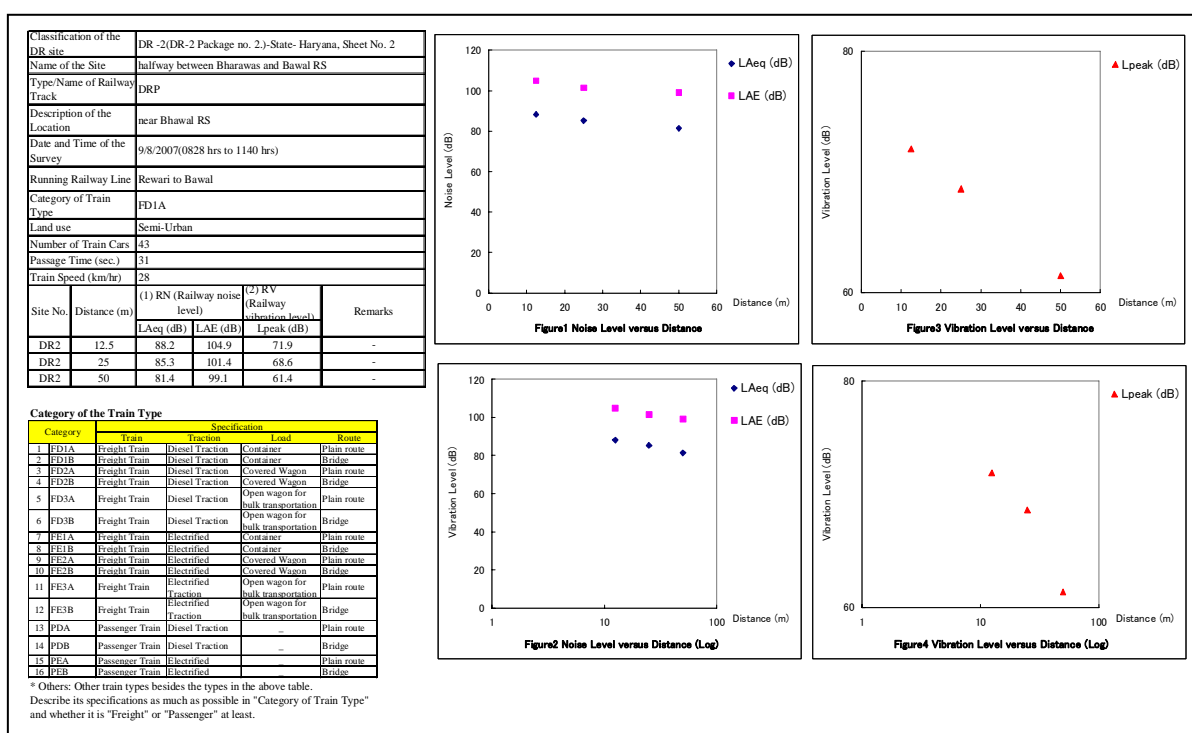 Classification of the DR site DR -2(DR-2 Package no. 2.)-State- Haryana, Sheet No. 2
Name of the Site halfway between Bharawas and Bawal RS
Type/Name of Railway Track DRP
Description of the Location near Bhawal RS
Date and Time of the Survey 9/8/2007(0828 hrs to 1140 hrs)
Running Railway Line Rewari to Bawal
Category of Train Type FD1A
Land use Semi-Urban
Number of Train Cars 43
Passage Time (sec.) 31
Train Speed (km/hr) 28
Site No. Distance (m) (1) RN (Railway noise level) (2) RV (Railway vibration level) Remarks
LAeq (dB) LAE (dB) Lpeak (dB)
DR2 12.5 88.2 104.9 71.9 -
DR2 25 85.3 101.4 68.6 -
DR2 50 81.4 99.1 61.4 -
Category of the Train Type
Category Specification
Train Traction Load Route
1 FD1A Freight Train Diesel Traction Container Plain route
2 FD1B Freight Train Diesel Traction Container Bridge
3 FD2A Freight Train Diesel Traction Covered Wagon Plain route
4 FD2B Freight Train Diesel Traction Covered Wagon Bridge
5 FD3A Freight Train Diesel Traction Open wagon for bulk transportation Plain route
6 FD3B Freight Train Diesel Traction Open wagon for bulk transportation Bridge
7 FE1A Freight Train Electrified Container Plain route
8 FE1B Freight Train Electrified Container Bridge
9 FE2A Freight Train Electrified Covered Wagon Plain route
10 FE2B Freight Train Electrified Covered Wagon Bridge
11 FE3A Freight Train Electrified Traction Open wagon for bulk transportation Plain route
12 FE3B Freight Train Electrified Traction Open wagon for bulk transportation Bridge
13 PDA Passenger Train Diesel Traction _ Plain route
14 PDB Passenger Train Diesel Traction _ Bridge
15 PEA Passenger Train Electrified _ Plain route
16 PEB Passenger Train Electrified _ Bridge
* Others: Other train types besides the types in the above table.
Describe its specifications as much as possible in "Category of Train Type"
and whether it is "Freight" or "Passenger" at least.
120
100
80
60
40
20
0
Noise Level (dB)
0 10 20 30 40 50 60
Distance (m)
LAeq (dB)
LAE (dB)
Figure1 Noise Level versus Distance
80
60
Vibration Level (dB)
0 10 20 30 40 50 60
Distance (m)
Lpeak (dB)
Figure3 Vibration Level versus Distance
120
100
80
60
40
20
0
Vibration Level (dB)
1 10 100
Distance (m)
LAeq (dB)
LAE (dB)
Figure2 Noise Level versus Distance (Log)
80
60
Vibration Level (dB)
1 10 100
Distance (m)
Lpeak (dB)
Figure4 Vibration Level versus Distance (Log)